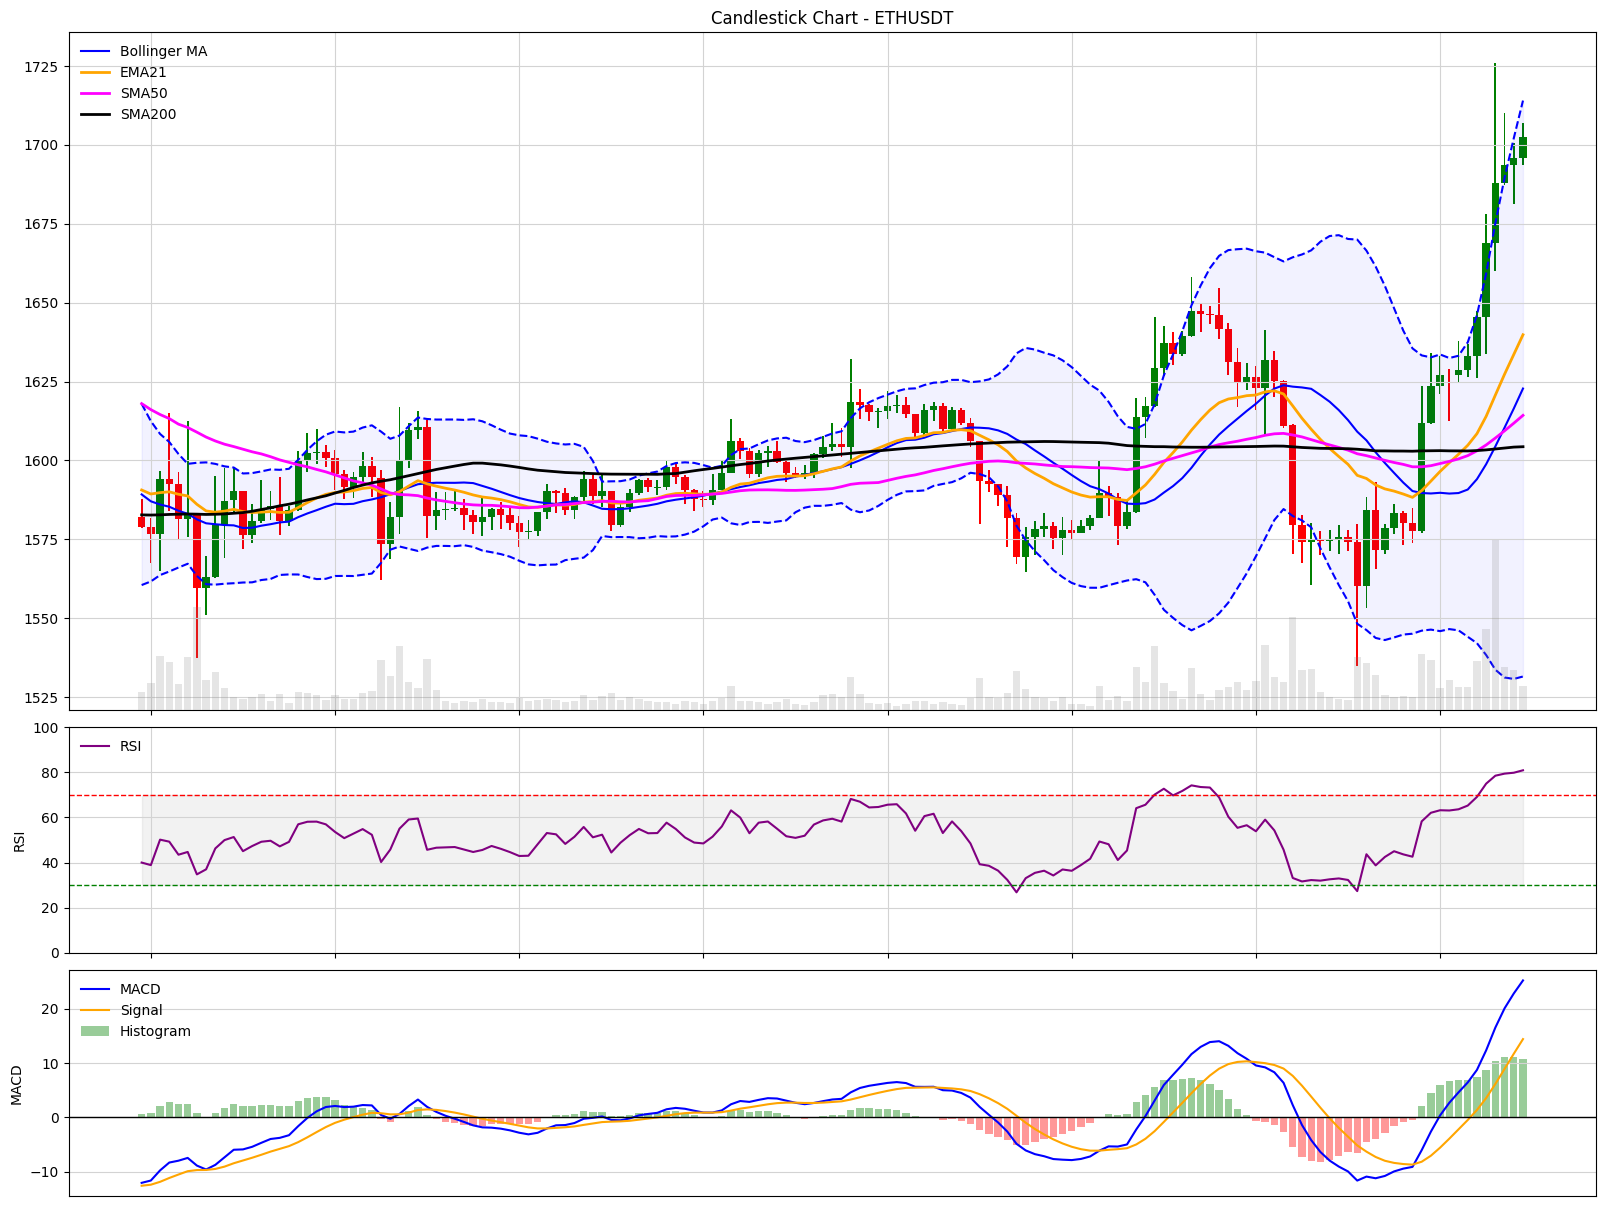 Candlestick Chart - ETHUSDT
Bollinger MA
EMA21
SMA50
SMA200
1725
1700
1675
1650
1625
1600
1575
1550
1525
RSI
RSI
100
80
60
40
20
0
MACD
Signal
Histogram
MACD
20
10
0
−10